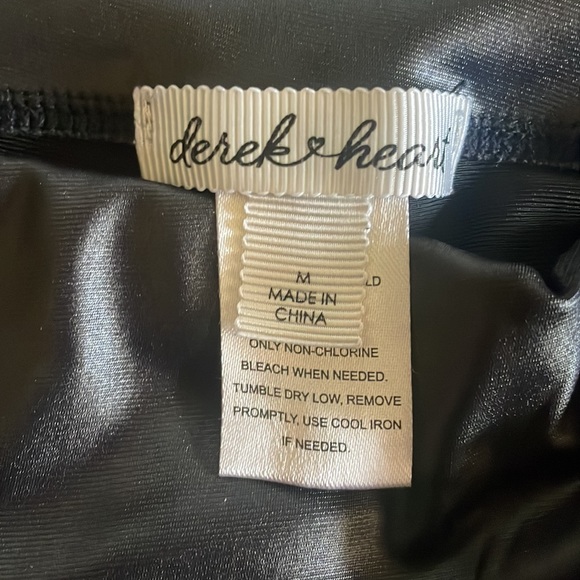 derek heart
M
MADE IN
CHINA
LD
ONLY NON-CHLORINE
BLEACH WHEN NEEDED.
TUMBLE DRY LOW, REMOVE
PROMPTLY, USE COOL IRON
IF NEEDED.